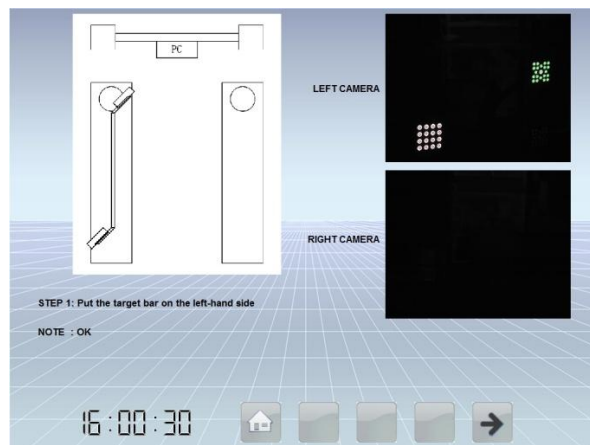 PC
LEFT CAMERA
RIGHT CAMERA
STEP 1: Put the target bar on the left-hand side
NOTE : OK
16:00:30